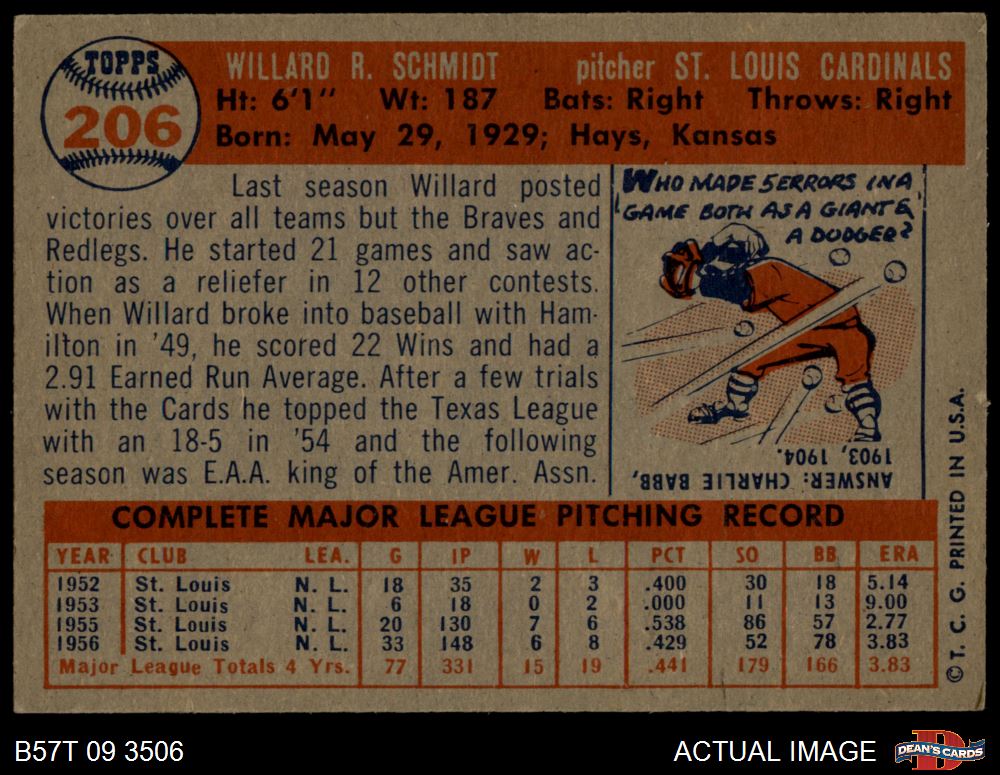 TOPPS
206
WILLARD R. SCHMIDT pitcher ST. LOUIS CARDINALS
Ht: 6'1" Wt: 187 Bats: Right Throws: Right
Born: May 29, 1929; Hays, Kansas
Last season Willard posted
victories over all teams but the Braves and
Redlegs. He started 21 games and saw ac-
tion as a reliefer in 12 other contests.
When Willard broke into baseball with Ham-
ilton in '49, he scored 22 Wins and had a
2.91 Earned Run Average. After a few trials
with the Cards he topped the Texas League
with an 18-5 in '54 and the following
season was E.A.A. king of the Amer. Assn.
WHO MADE 5 ERRORS IN A
GAME BOTH AS A GIANT &
A DODGER?
ANSWER: CHARLIE BABB,
1903, 1904.
COMPLETE MAJOR LEAGUE PITCHING RECORD
YEAR CLUB LEA. G IP W L PCT SO BB ERA
1952 St. Louis N. L. 18 35 2 3 .400 30 18 5.14
1953 St. Louis N. L. 6 18 0 2 .000 11 13 9.00
1955 St. Louis N. L. 20 130 7 6 .538 86 57 2.77
1956 St. Louis N. L. 33 148 6 8 .429 52 78 3.83
Major League Totals 4 Yrs. 77 331 15 19 .441 179 166 3.83
© T. C. G. PRINTED IN U.S.A.
B57T 09 3506
ACTUAL IMAGE
D
DEAN'S CARDS